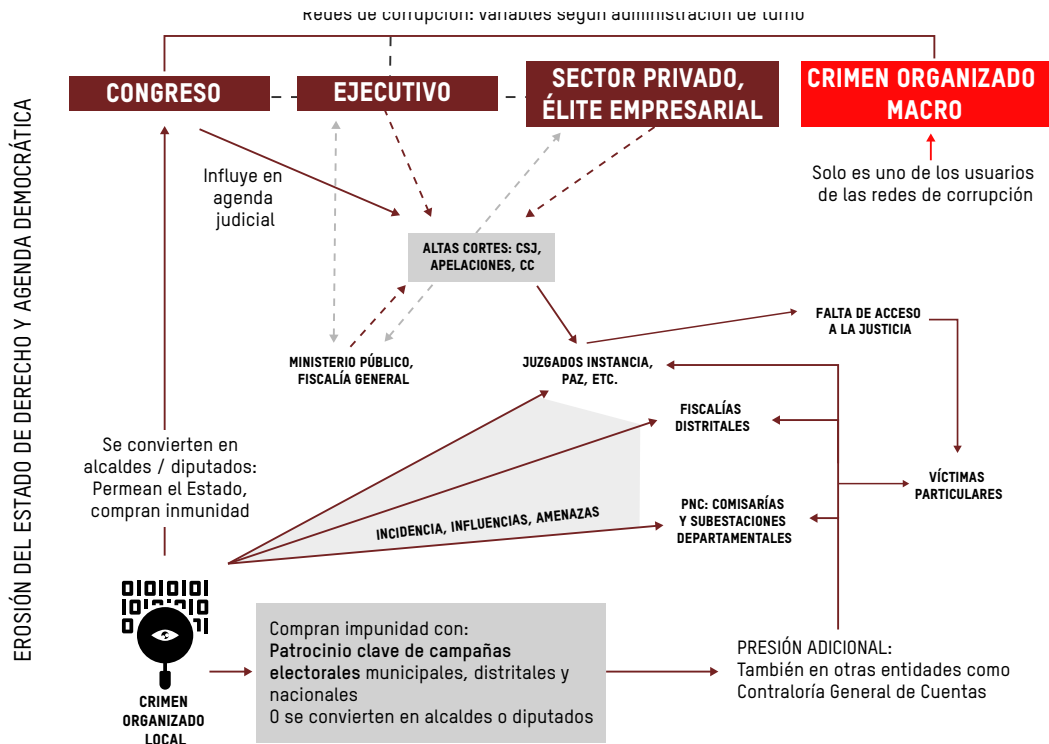 Redes de corrupción: variables según administración de turno
EROSIÓN DEL ESTADO DE DERECHO Y AGENDA DEMOCRÁTICA
CONGRESO
EJECUTIVO
SECTOR PRIVADO,
ÉLITE EMPRESARIAL
CRIMEN ORGANIZADO
MACRO
Influye en
agenda
judicial
Solo es uno de los usuarios
de las redes de corrupción
ALTAS CORTES: CSJ,
APELACIONES, CC
FALTA DE ACCESO
A LA JUSTICIA
MINISTERIO PÚBLICO,
FISCALÍA GENERAL
JUZGADOS INSTANCIA,
PAZ, ETC.
FISCALÍAS
DISTRITALES
Se convierten en
alcaldes / diputados:
Permean el Estado,
compran inmunidad
VÍCTIMAS
PARTICULARES
INCIDENCIA, INFLUENCIAS, AMENAZAS
PNC: COMISARÍAS
Y SUBESTACIONES
DEPARTAMENTALES
CRIMEN
ORGANIZADO
LOCAL
Compran impunidad con:
Patrocinio clave de campañas
electorales municipales, distritales y
nacionales
O se convierten en alcaldes o diputados
PRESIÓN ADICIONAL:
También en otras entidades como
Contraloría General de Cuentas